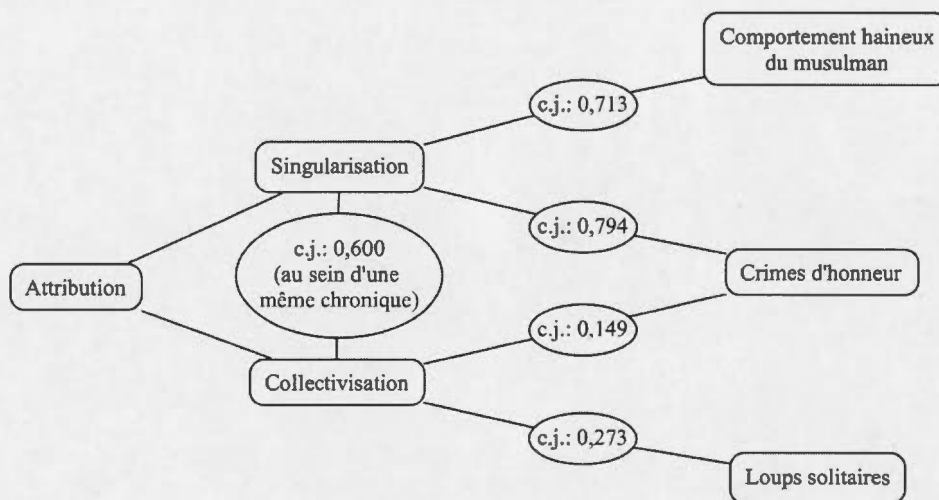 Comportement haineux
du musulman
c.j.: 0,713
Singularisation
c.j.: 0,794
c.j.: 0,600
(au sein d'une
même chronique)
Attribution
Crimes d'honneur
c.j.: 0,149
Collectivisation
c.j.: 0,273
Loups solitaires